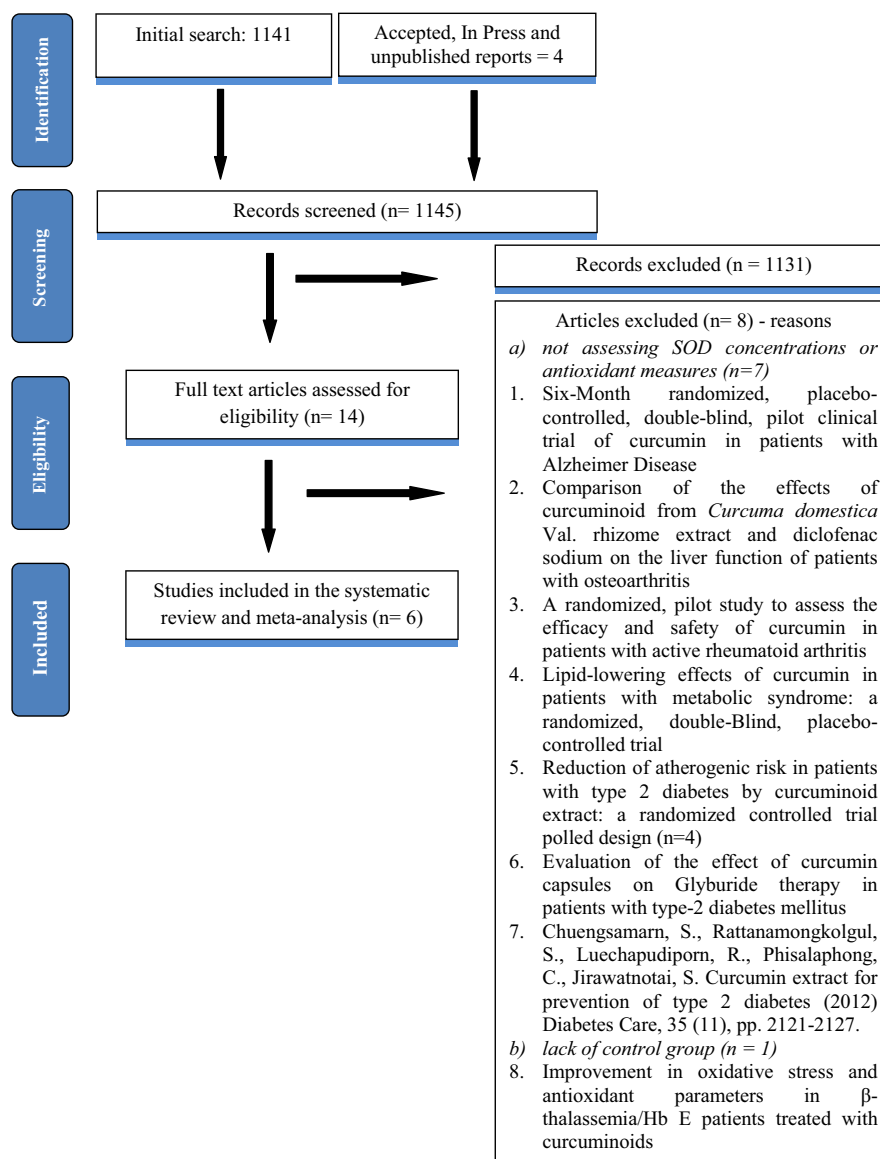 Identification
Initial search: 1141
Accepted, In Press and
unpublished reports = 4
Screening
Records screened (n= 1145)
Records excluded (n = 1131)
Eligibility
Full text articles assessed for
eligibility (n= 14)
Articles excluded (n= 8) - reasons
a) not assessing SOD concentrations or
antioxidant measures (n=7)
1. Six-Month randomized, placebo-
controlled, double-blind, pilot clinical
trial of curcumin in patients with
Alzheimer Disease
2. Comparison of the effects of
curcuminoid from Curcuma domestica
Val. rhizome extract and diclofenac
sodium on the liver function of patients
with osteoarthritis
3. A randomized, pilot study to assess the
efficacy and safety of curcumin in
patients with active rheumatoid arthritis
4. Lipid-lowering effects of curcumin in
patients with metabolic syndrome: a
randomized, double-Blind, placebo-
controlled trial
5. Reduction of atherogenic risk in patients
with type 2 diabetes by curcuminoid
extract: a randomized controlled trial
polled design (n=4)
6. Evaluation of the effect of curcumin
capsules on Glyburide therapy in
patients with type-2 diabetes mellitus
7. Chuengsamarn, S., Rattanamongkolgul,
S., Luechapudiporn, R., Phisalaphong,
C., Jirawatnotai, S. Curcumin extract for
prevention of type 2 diabetes (2012)
Diabetes Care, 35 (11), pp. 2121-2127.
b) lack of control group (n = 1)
8. Improvement in oxidative stress and
antioxidant parameters in β-
thalassemia/Hb E patients treated with
curcuminoids
Included
Studies included in the systematic
review and meta-analysis (n= 6)